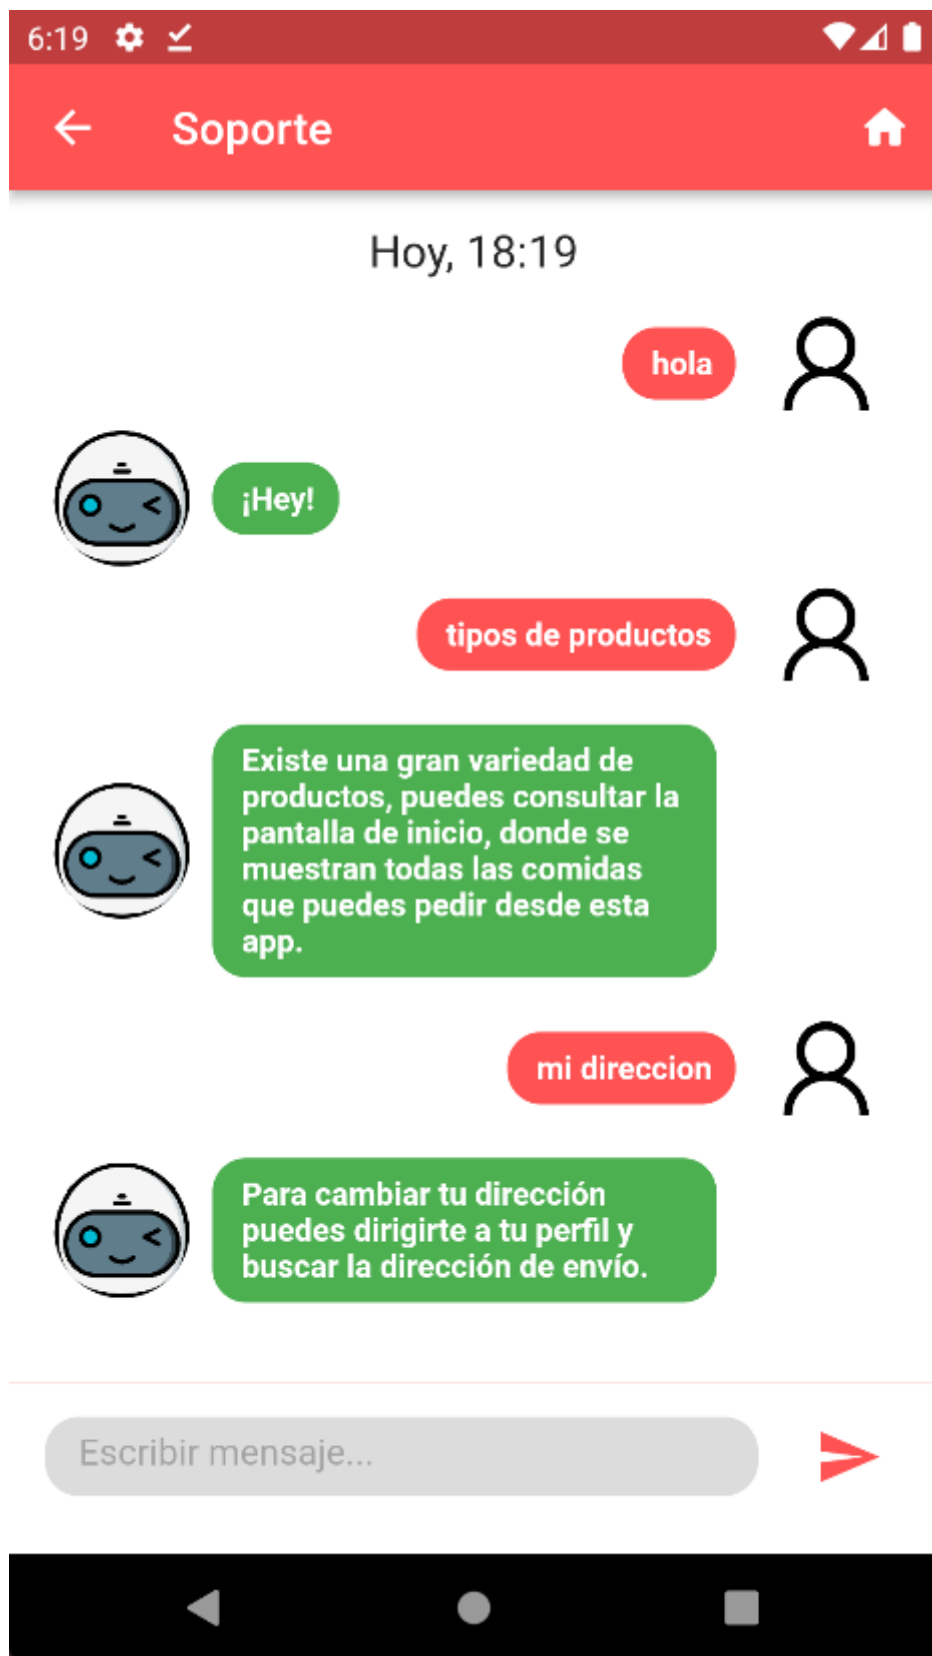 6:19
Soporte
Hoy, 18:19
hola
¡Hey!
tipos de productos
Existe una gran variedad de
productos, puedes consultar la
pantalla de inicio, donde se
muestran todas las comidas
que puedes pedir desde esta
app.
mi direccion
Para cambiar tu dirección
puedes dirigirte a tu perfil y
buscar la dirección de envío.
Escribir mensaje...